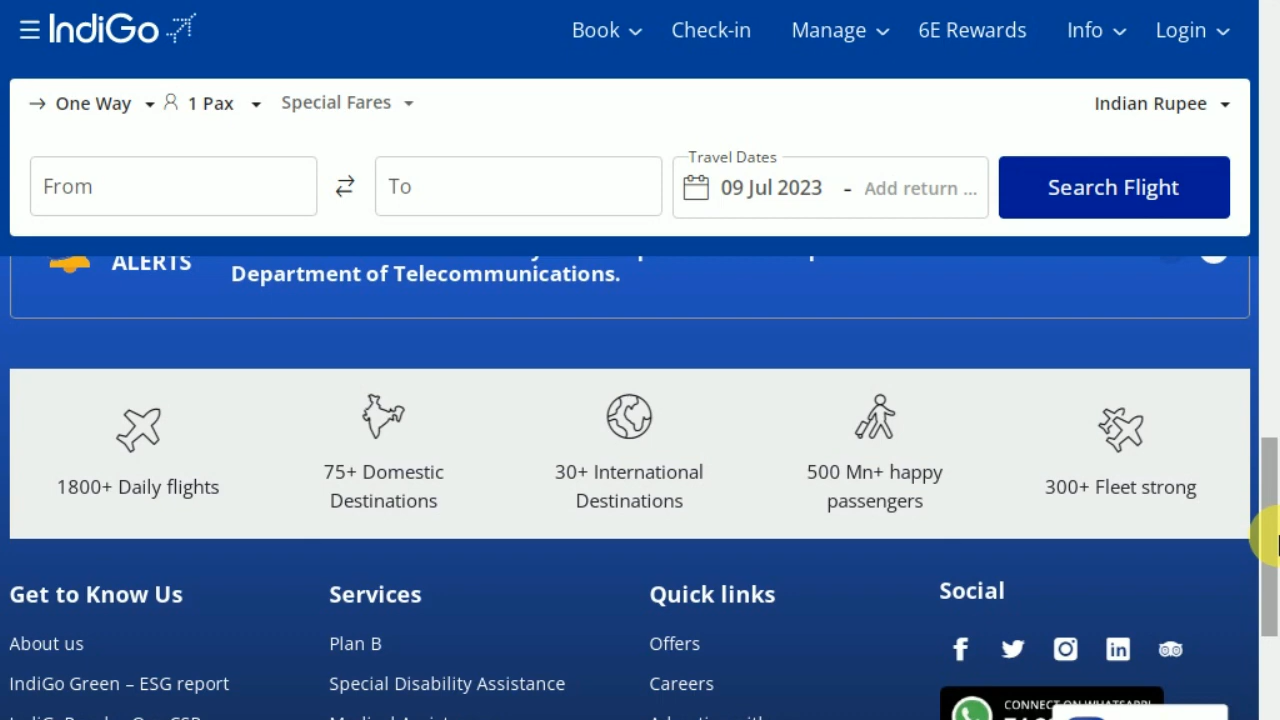 IndiGo
Book
Check-in
Manage
6E Rewards
Info
Login
One Way
1 Pax
Special Fares
Indian Rupee
From
To
Travel Dates
09 Jul 2023 - Add return ...
Search Flight
ALERTS
Department of Telecommunications.
1800+ Daily flights
75+ Domestic
Destinations
30+ International
Destinations
500 Mn+ happy
passengers
300+ Fleet strong
Get to Know Us
About us
IndiGo Green – ESG report
Services
Plan B
Special Disability Assistance
Quick links
Offers
Careers
Social
CONNECT ON WHATSAPP!